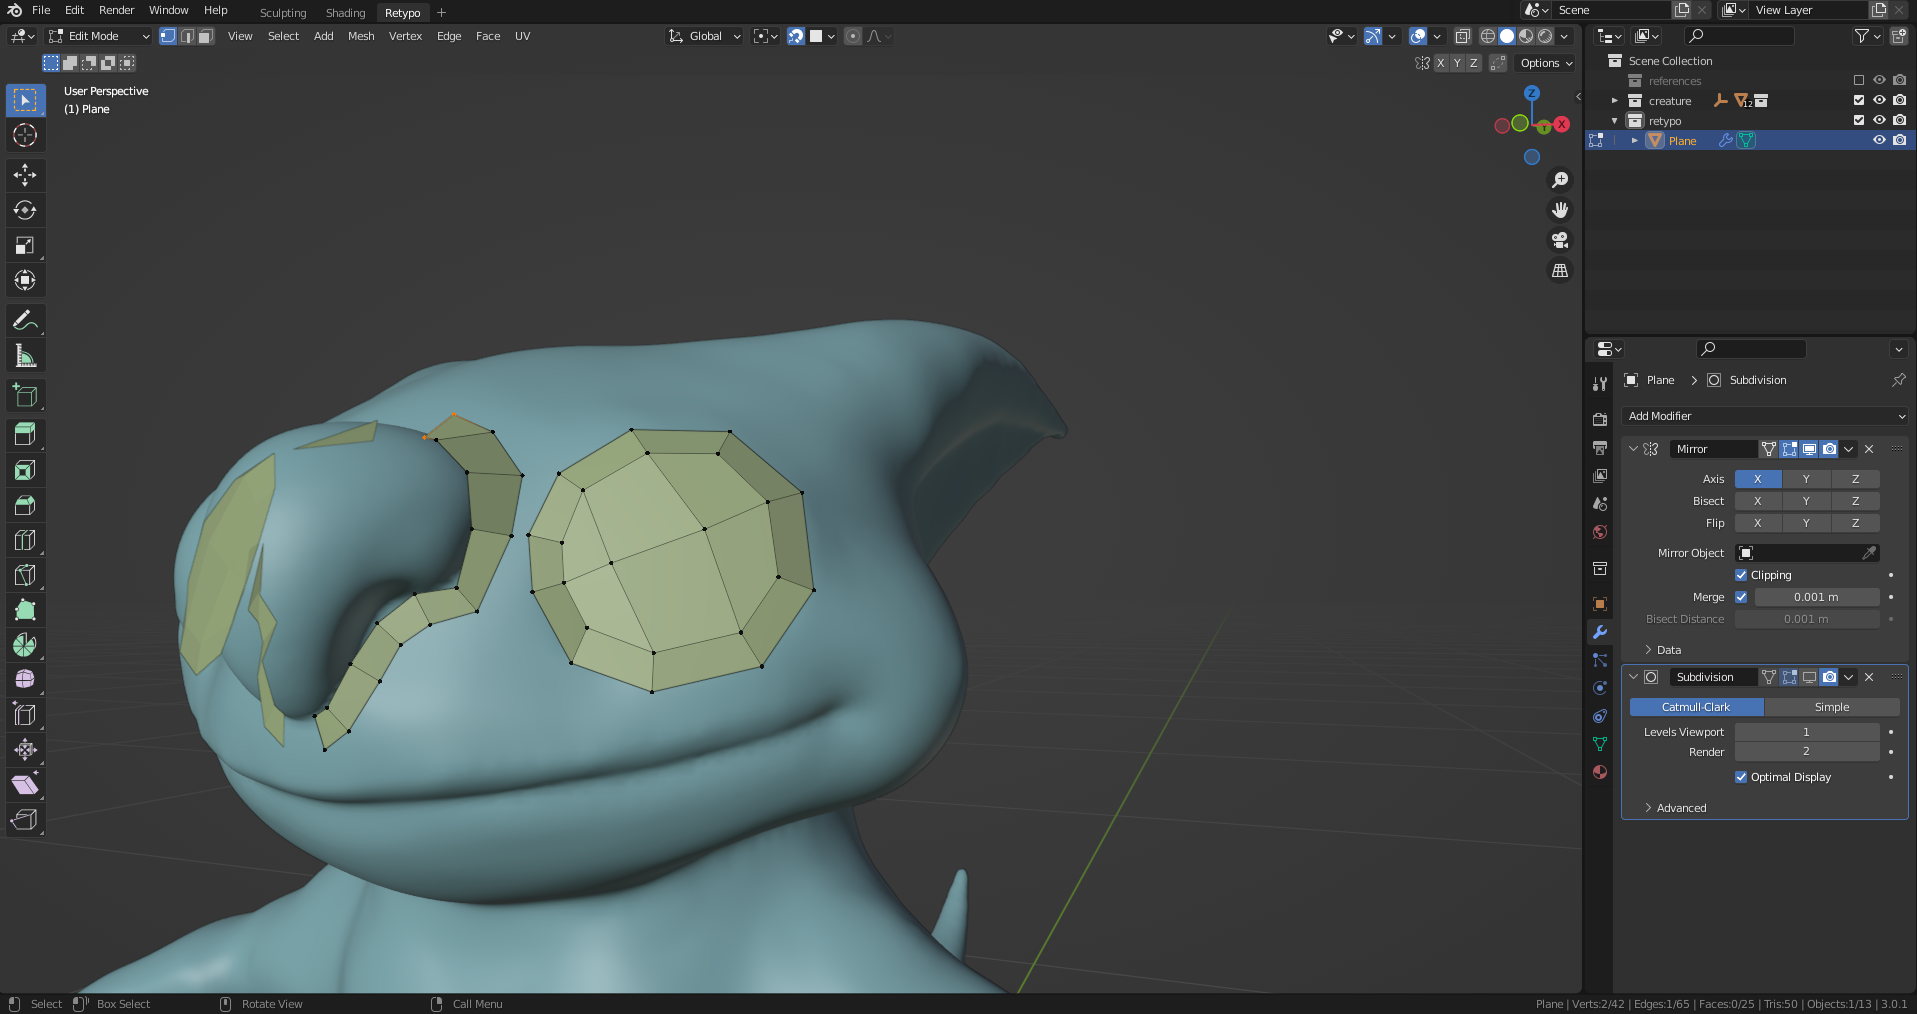 File Edit Render Window Help Sculpting Shading Retypo + Scene View Layer
Edit Mode View Select Add Mesh Vertex Edge Face UV Global
X Y Z Options
User Perspective
(1) Plane
Z
Y
X
Scene Collection
references
creature 12
retypo
Plane
Plane > Subdivision
Add Modifier
Mirror
Axis X Y Z
Bisect X Y Z
Flip X Y Z
Mirror Object
Clipping
Merge 0.001 m
Bisect Distance 0.001 m
Data
Subdivision
Catmull-Clark Simple
Levels Viewport 1
Render 2
Optimal Display
Advanced
Select Box Select Rotate View Call Menu Plane | Verts:2/42 | Edges:1/65 | Faces:0/25 | Tris:50 | Objects:1/13 | 3.0.1